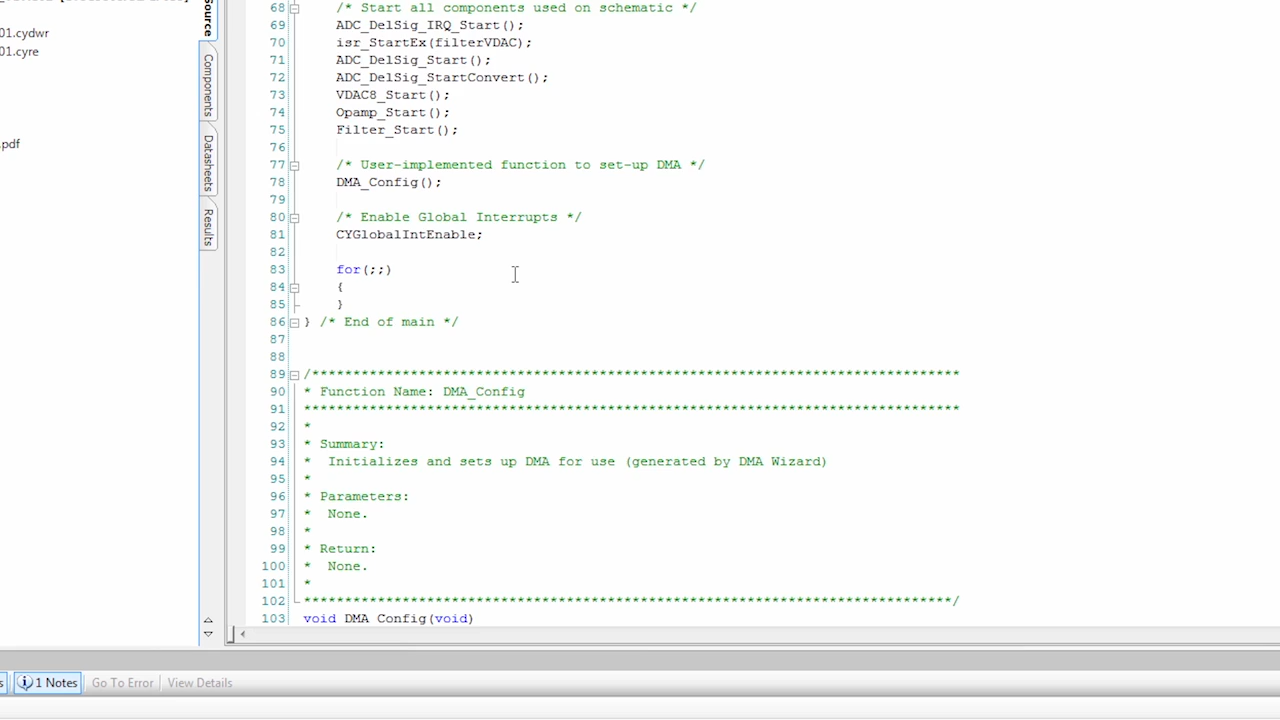 01.cydwr
01.cyre
.pdf
Source
Components
Datasheets
Results
68 /* Start all components used on schematic */
69 ADC_DelSig_IRQ_Start();
70 isr_StartEx(filterVDAC);
71 ADC_DelSig_Start();
72 ADC_DelSig_StartConvert();
73 VDAC8_Start();
74 Opamp_Start();
75 Filter_Start();
76
77 /* User-implemented function to set-up DMA */
78 DMA_Config();
79
80 /* Enable Global Interrupts */
81 CYGlobalIntEnable;
82
83 for(;;)
84 {
85 }
86 } /* End of main */
87
88
89 /*******************************************************************************
90 * Function Name: DMA_Config
91 ********************************************************************************
92 *
93 * Summary:
94 *  Initializes and sets up DMA for use (generated by DMA Wizard)
95 *
96 * Parameters:
97 *  None.
98 *
99 * Return:
100 *  None.
101 *
102 *******************************************************************************/
103 void DMA_Config(void)
1 Notes
Go To Error
View Details